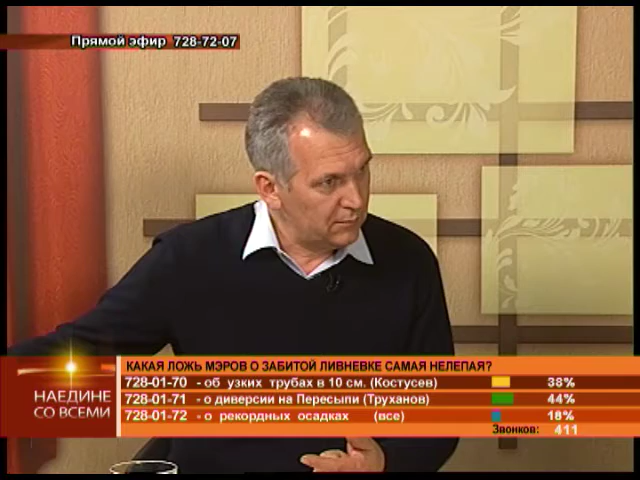 Прямой эфир 728-72-07
КАКАЯ ЛОЖЬ МЭРОВ О ЗАБИТОЙ ЛИВНЕВКЕ САМАЯ НЕЛЕПАЯ?
728-01-70 - об узких трубах в 10 см. (Костусев) 38%
728-01-71 - о диверсии на Пересыпи (Труханов) 44%
728-01-72 - о рекордных осадках (все) 18%
Звонков: 411
НАЕДИНЕ
СО ВСЕМИ